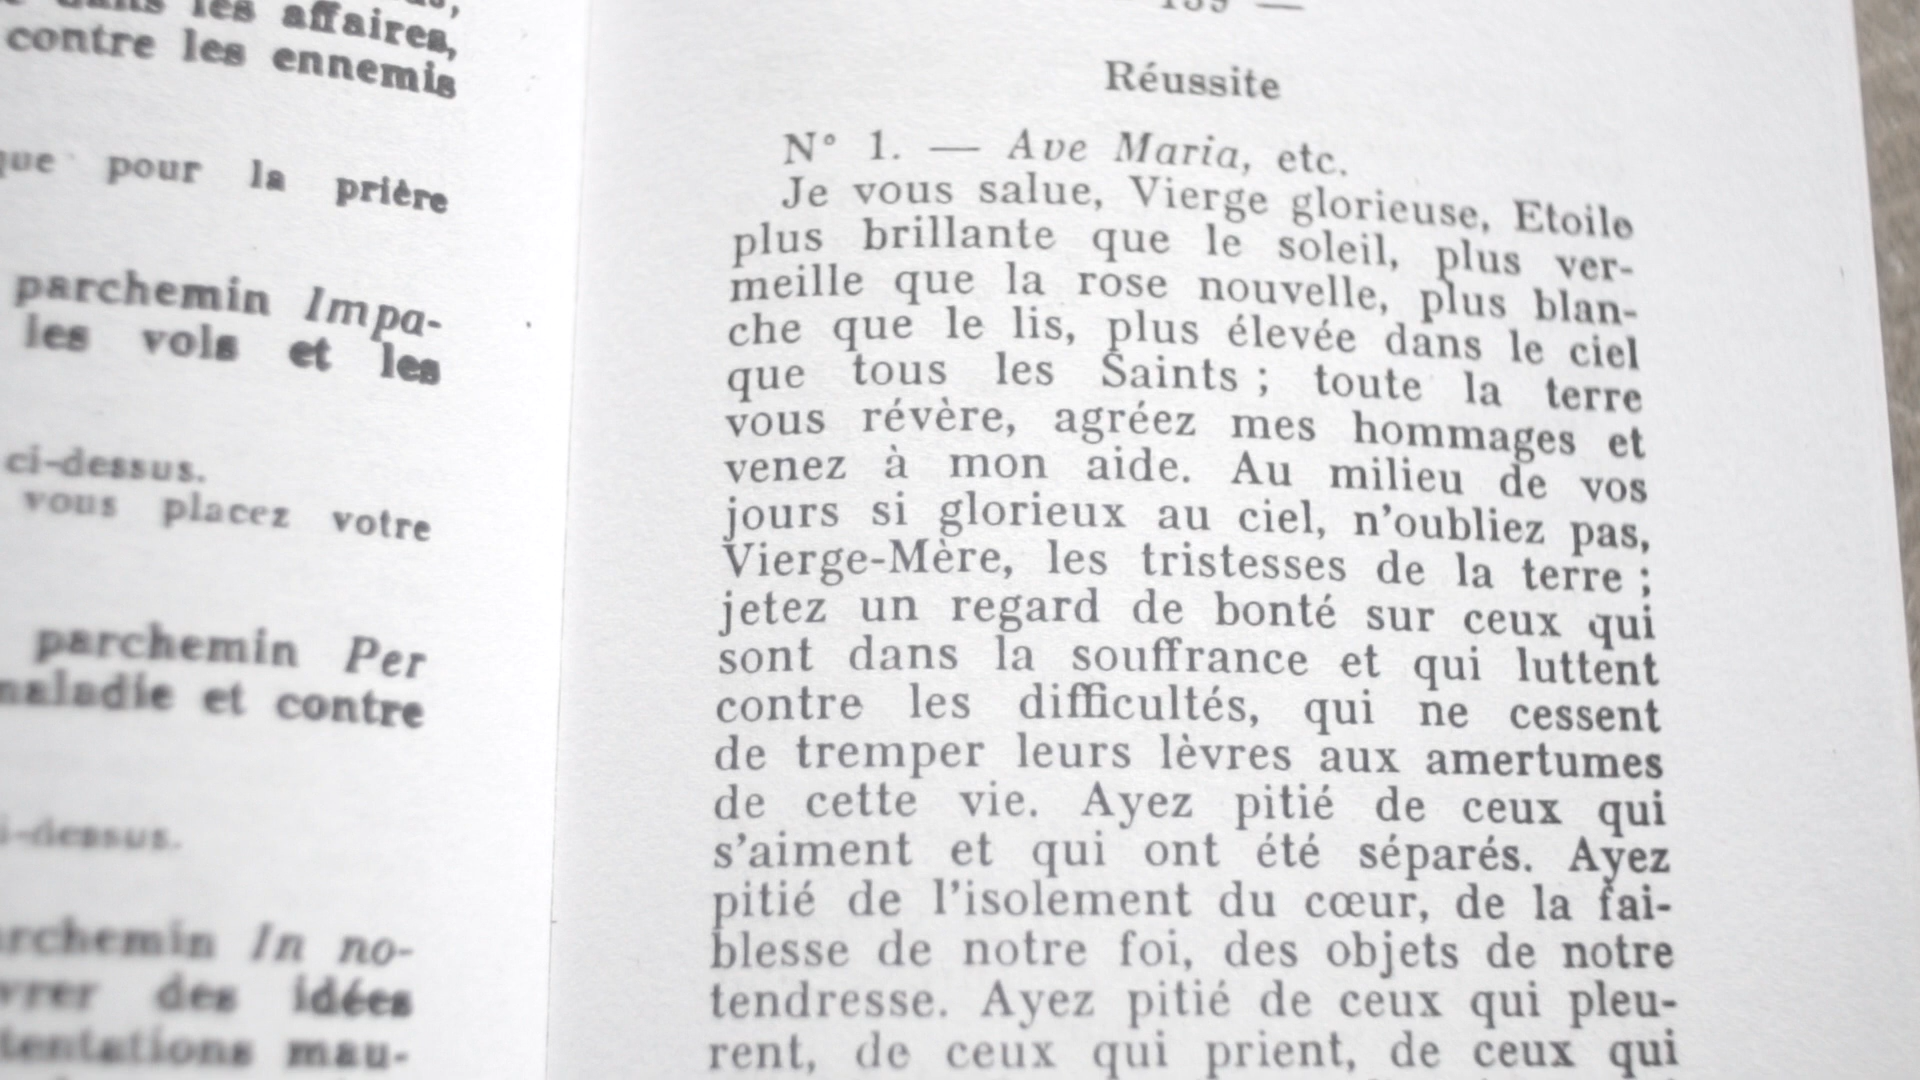 les affaires,
contre les ennemis
pour la prière
parchemin Impa-
les vols et les
ci-dessus.
vous placez votre
parchemin Per
maladie et contre
i-dessus.
In no-
des idées
tentations mau-
Réussite
N° 1. — Ave Maria, etc.
Je vous salue, Vierge glorieuse, Etoile
plus brillante que le soleil, plus ver-
meille que la rose nouvelle, plus blan-
che que le lis, plus élevée dans le ciel
que tous les Saints ; toute la terre
vous révère, agréez mes hommages et
venez à mon aide. Au milieu de vos
jours si glorieux au ciel, n'oubliez pas,
Vierge-Mère, les tristesses de la terre ;
jetez un regard de bonté sur ceux qui
sont dans la souffrance et qui luttent
contre les difficultés, qui ne cessent
de tremper leurs lèvres aux amertumes
de cette vie. Ayez pitié de ceux qui
s'aiment et qui ont été séparés. Ayez
pitié de l'isolement du cœur, de la fai-
blesse de notre foi, des objets de notre
tendresse. Ayez pitié de ceux qui pleu-
rent, de ceux qui prient, de ceux qui